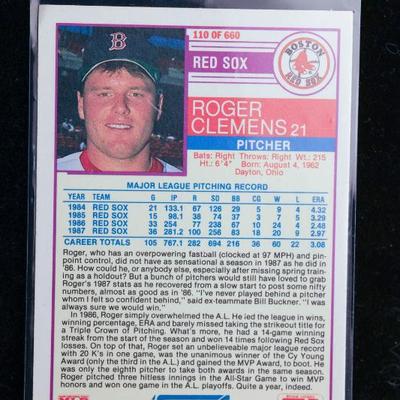 110 OF 660
RED SOX
BOSTON
RED SOX
B
ROGER
CLEMENS 21
PITCHER
Bats: Right Throws: Right Wt.: 215
Ht.: 6'4" Born: August 4, 1962
Dayton, Ohio
MAJOR LEAGUE PITCHING RECORD
YEAR TEAM G IP R SO BB GS CG W L ERA
1984 RED SOX 21 133.1 67 126 29 5 9 4 4.32
1985 RED SOX 15 98.1 38 74 37 3 7 5 3.29
1986 RED SOX 33 254 77 238 67 10 24 4 2.48
1987 RED SOX 36 281.2 100 256 83 18 20 9 2.97
CAREER TOTALS 105 767.1 282 694 216 36 60 22 3.08
Roger, who has an overpowering fastball (clocked at 97 MPH) and pin-
point control, did not have as sensational a season in 1987 as he did in
'86. How could he, or anybody else, especially after missing spring train-
ing as a holdout? But a bunch of pitchers would still have loved to grab
Roger's 1987 stats as he recovered from a slow start to post some nifty
numbers, almost as good as in '86. "I've never played behind a pitcher
whom I felt so confident behind," said ex-teammate Bill Buckner. "I was
always sure we would win."
In 1986, Roger simply overwhelmed the A.L. He led the league in wins,
winning percentage, ERA and barely missed taking the strikeout title for a
Triple Crown of Pitching. What's more, he had a 14-game winning
streak from the start of the season and won 14 times following Red Sox
losses. On top of that, Roger set an unbelievable major league record
with 20 K's in one game, was the unanimous winner of the Cy Young
Award (only the third in the A.L.) and gained the MVP Award, to boot. He
was only the eighth pitcher to take both awards in the same season.
Roger pitched three hitless innings in the All-Star Game to win MVP
honors and won one game in the A.L. playoffs. Quite a year, indeed.